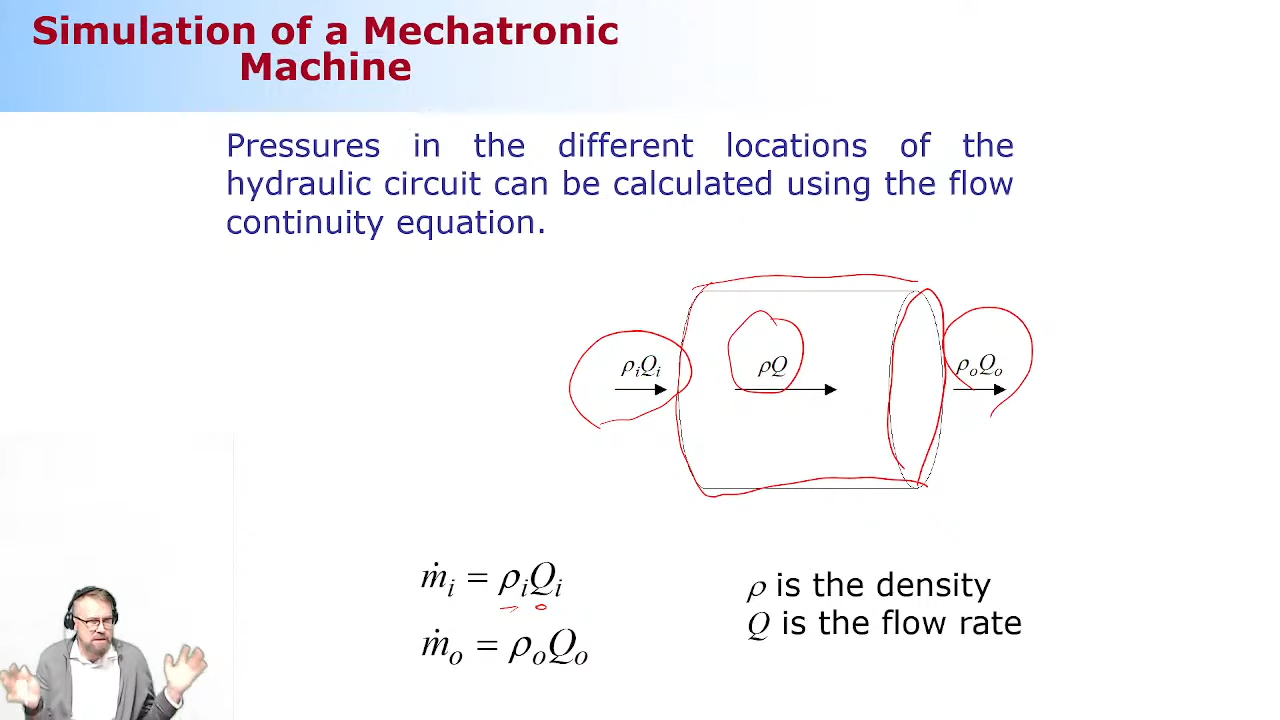 Simulation of a Mechatronic
Machine
Pressures in the different locations of the
hydraulic circuit can be calculated using the flow
continuity equation.
ρᵢQᵢ
ρQ
ρₒQₒ
ṁᵢ = ρᵢQᵢ
ṁₒ = ρₒQₒ
ρ is the density
Q is the flow rate